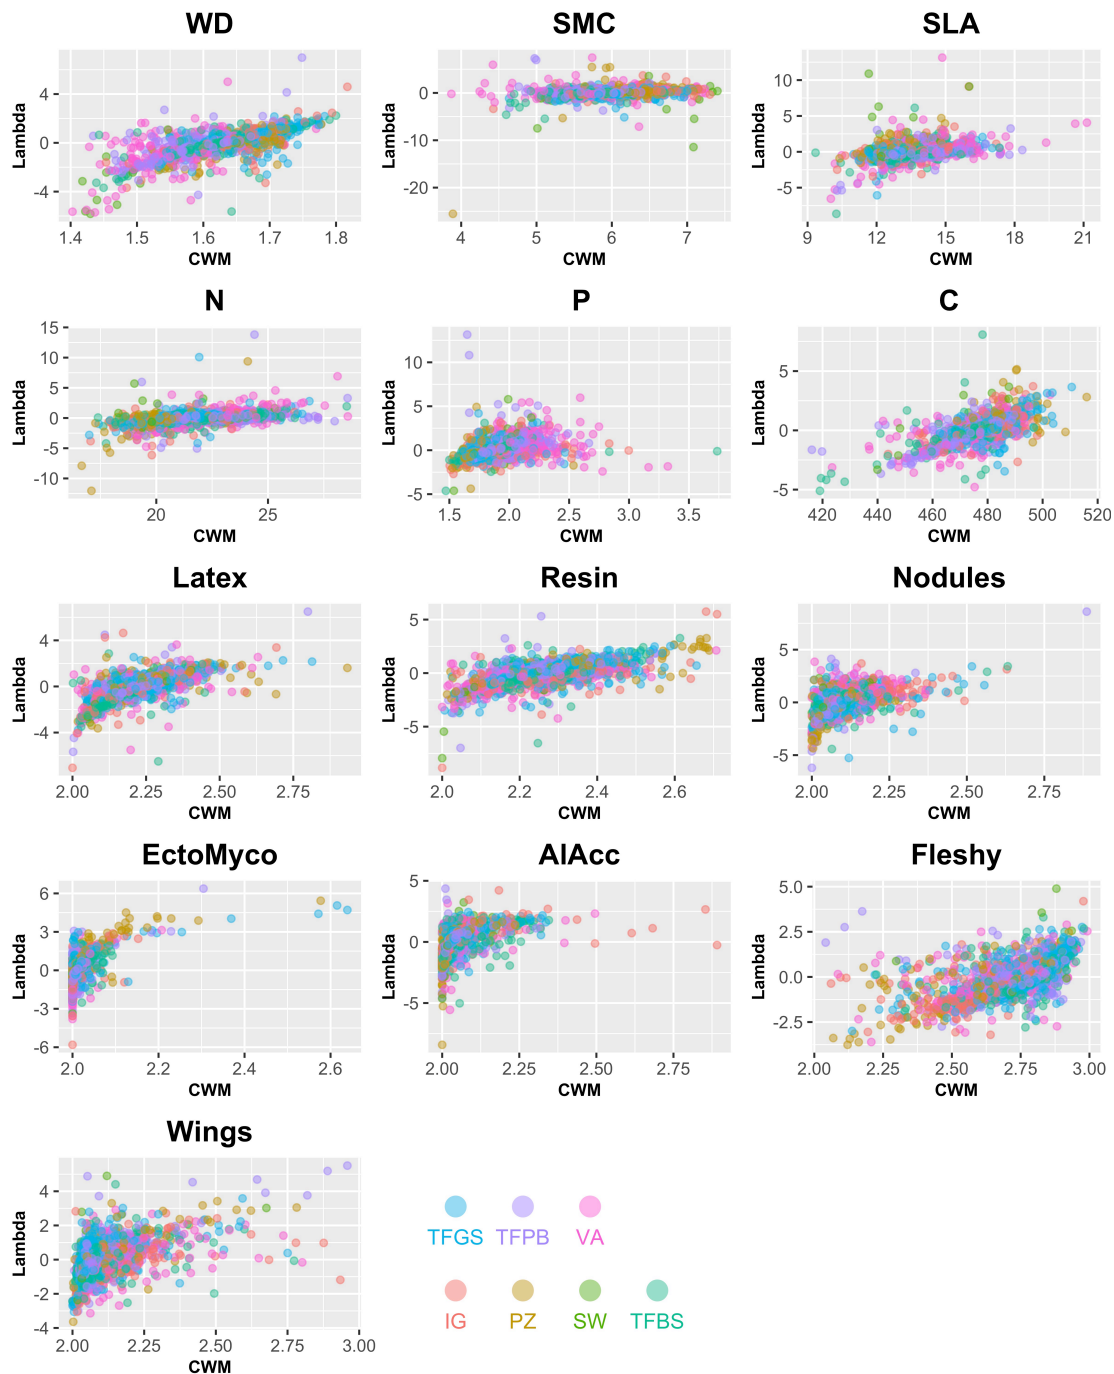 WD SMC SLA
4 0 -4
Lambda
1.4 1.5 1.6 1.7 1.8
CWM
0 -10 -20
Lambda
4 5 6 7
CWM
10 5 0 -5
Lambda
9 12 15 18 21
CWM
N P C
15 10 5 0 -5 -10
Lambda
20 25
CWM
10 5 0 -5
Lambda
1.5 2.0 2.5 3.0 3.5
CWM
5 0 -5
Lambda
420 440 460 480 500 520
CWM
Latex Resin Nodules
4 0 -4
Lambda
2.00 2.25 2.50 2.75
CWM
5 0 -5
Lambda
2.0 2.2 2.4 2.6
CWM
5 0 -5
Lambda
2.00 2.25 2.50 2.75
CWM
EctoMyco AlAcc Fleshy
6 3 0 -3 -6
Lambda
2.0 2.2 2.4 2.6
CWM
5 0 -5
Lambda
2.00 2.25 2.50 2.75
CWM
5.0 2.5 0.0 -2.5
Lambda
2.00 2.25 2.50 2.75 3.00
CWM
Wings
4 2 0 -2 -4
Lambda
2.00 2.25 2.50 2.75 3.00
CWM
TFGS TFPB VA
IG PZ SW TFBS